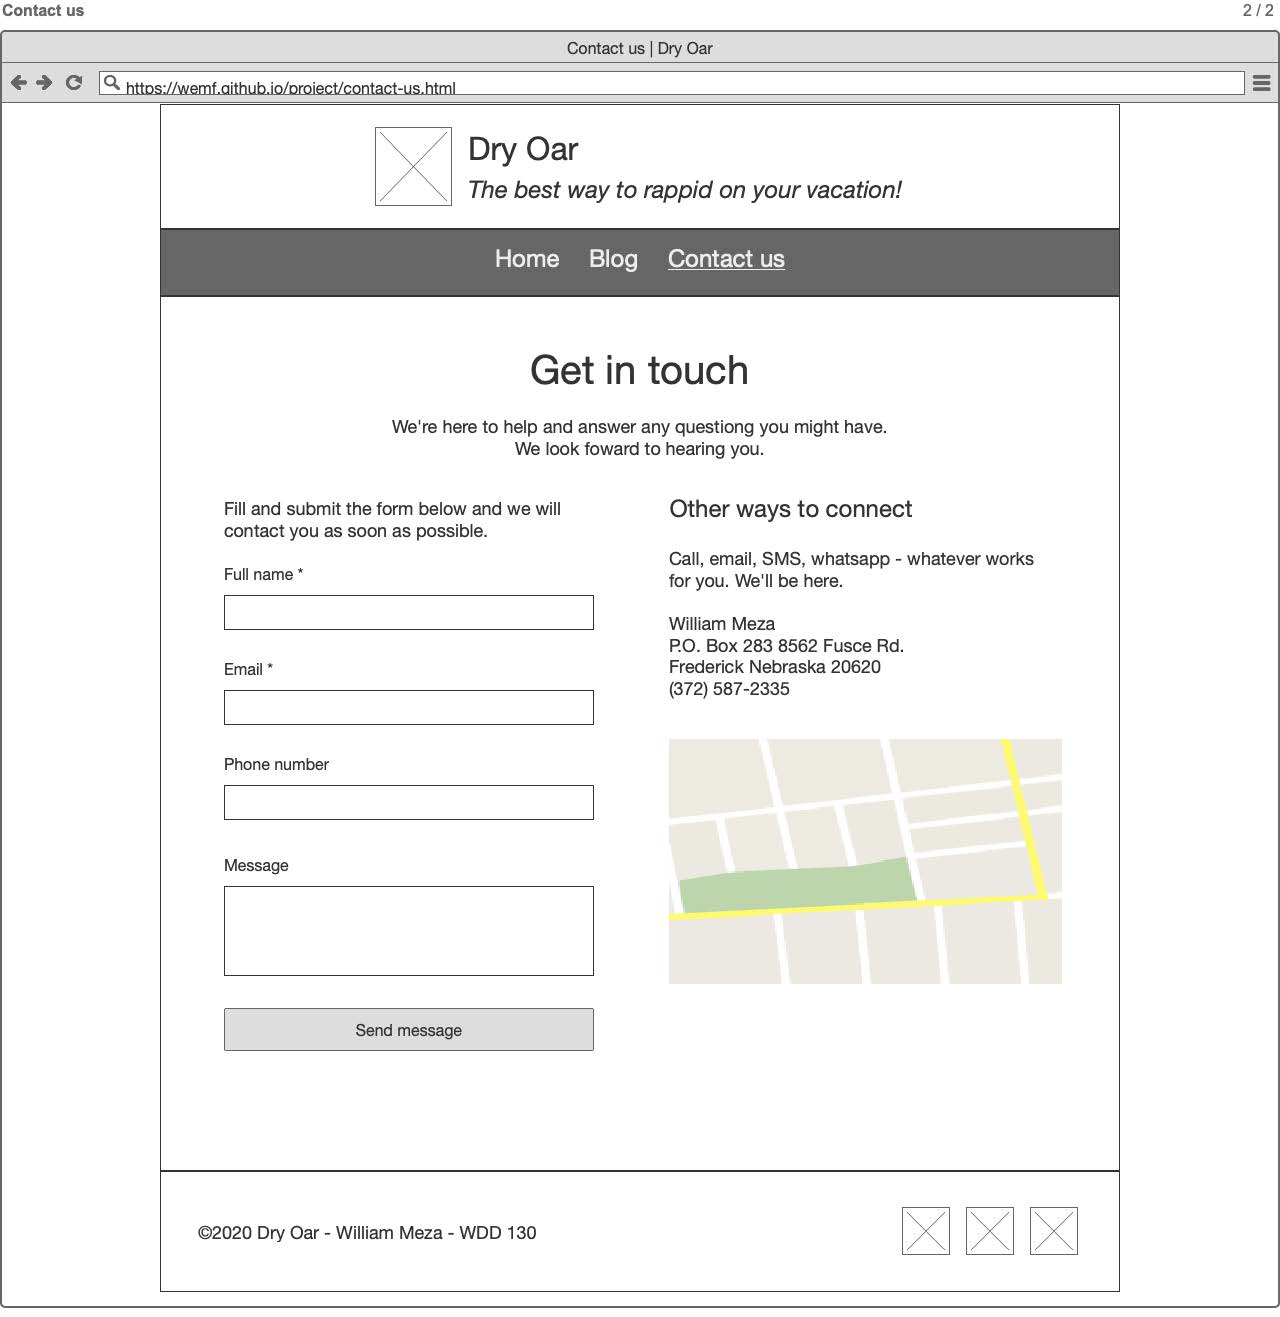 Contact us
2 / 2
Contact us | Dry Oar
https://wemf.github.io/project/contact-us.html
Dry Oar
The best way to rappid on your vacation!
Home Blog Contact us
Get in touch
We're here to help and answer any questiong you might have.
We look foward to hearing you.
Fill and submit the form below and we will
contact you as soon as possible.
Full name *
Email *
Phone number
Message
Send message
Other ways to connect
Call, email, SMS, whatsapp - whatever works
for you. We'll be here.
William Meza
P.O. Box 283 8562 Fusce Rd.
Frederick Nebraska 20620
(372) 587-2335
©2020 Dry Oar - William Meza - WDD 130